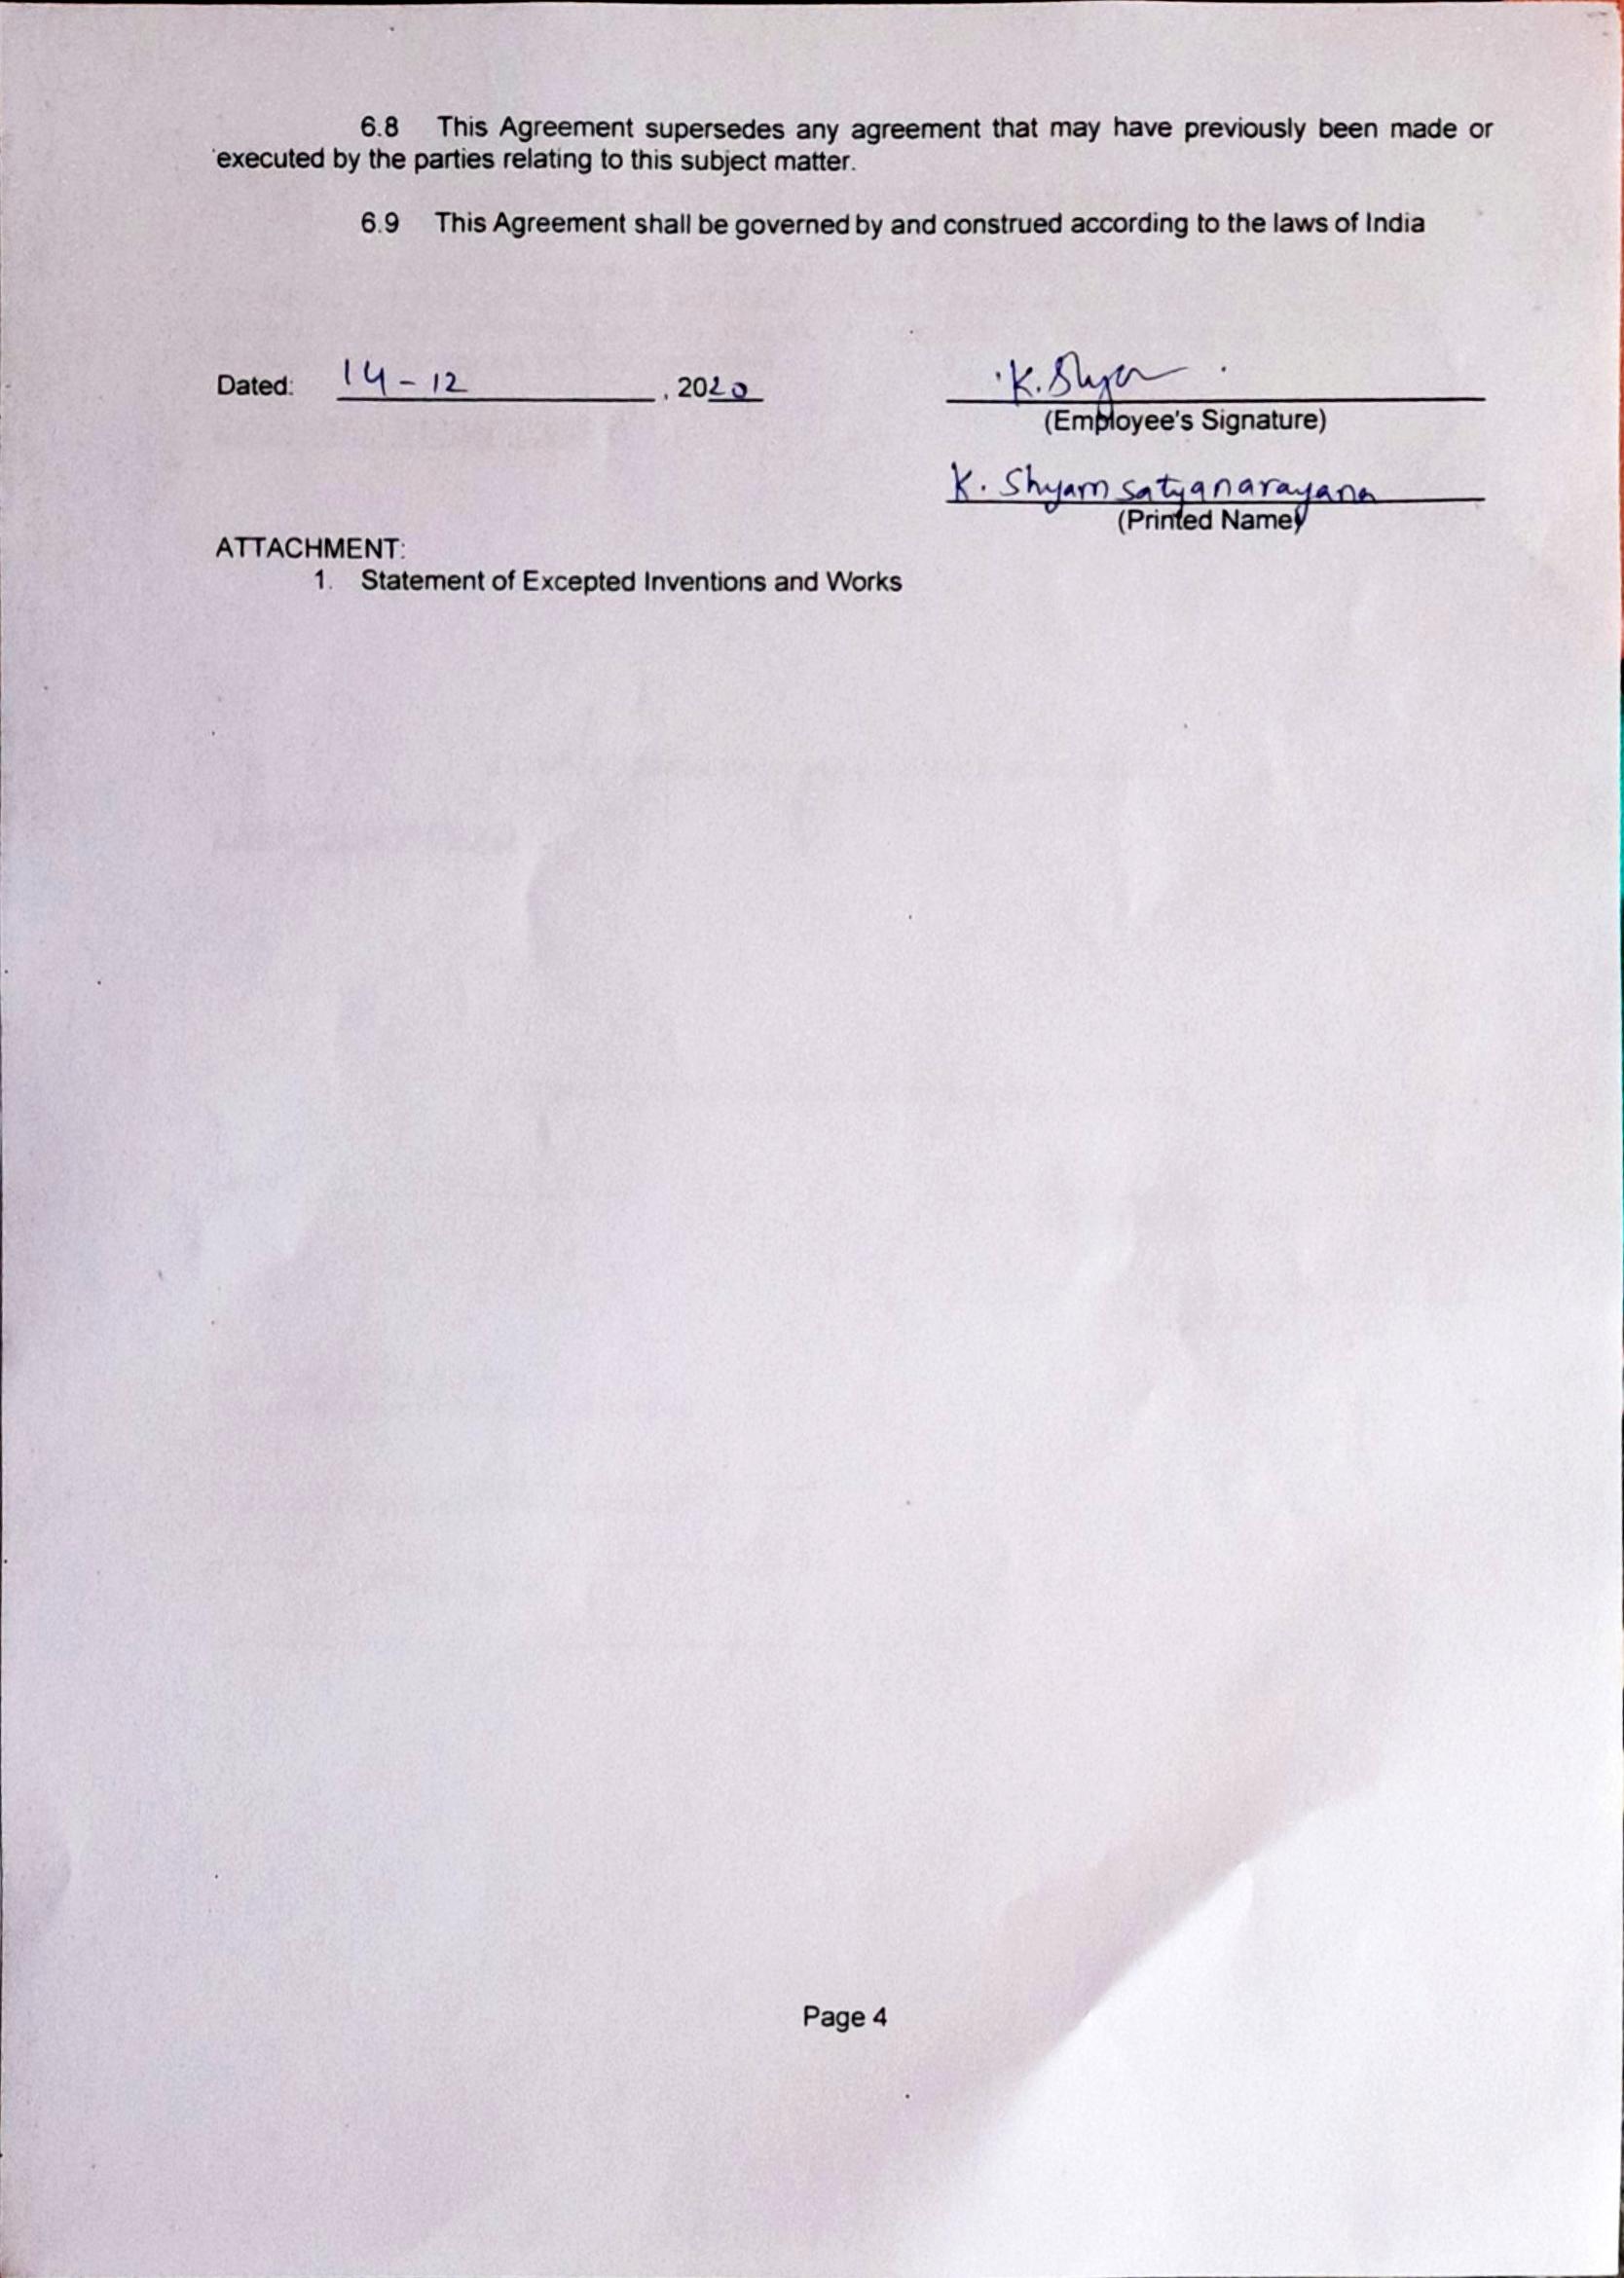 6.8 This Agreement supersedes any agreement that may have previously been made or
executed by the parties relating to this subject matter.
6.9 This Agreement shall be governed by and construed according to the laws of India
Dated: 14-12, 2020
K. Shyam
(Employee's Signature)
K. Shyam satyanarayana
(Printed Name)
ATTACHMENT:
1. Statement of Excepted Inventions and Works
Page 4